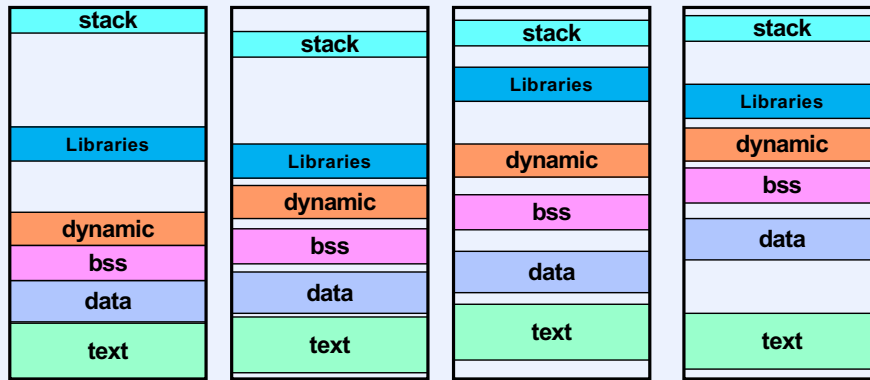 stack
Libraries
dynamic
bss
data
text
stack
Libraries
dynamic
bss
data
text
stack
Libraries
dynamic
bss
data
text
stack
Libraries
dynamic
bss
data
text